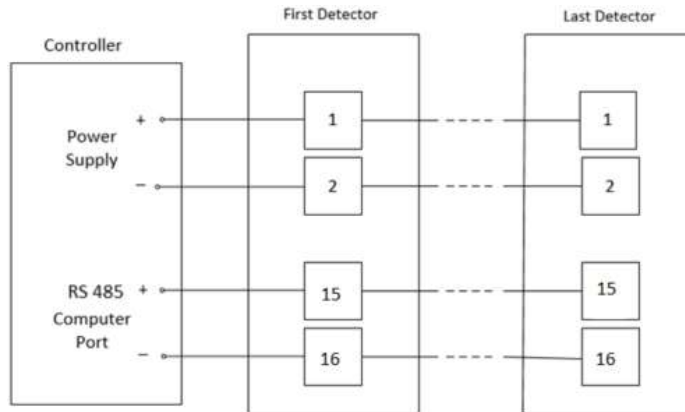 First Detector
Last Detector
Controller
+
1
1
Power
Supply
−
2
2
RS 485
+
15
15
Computer
Port
−
16
16